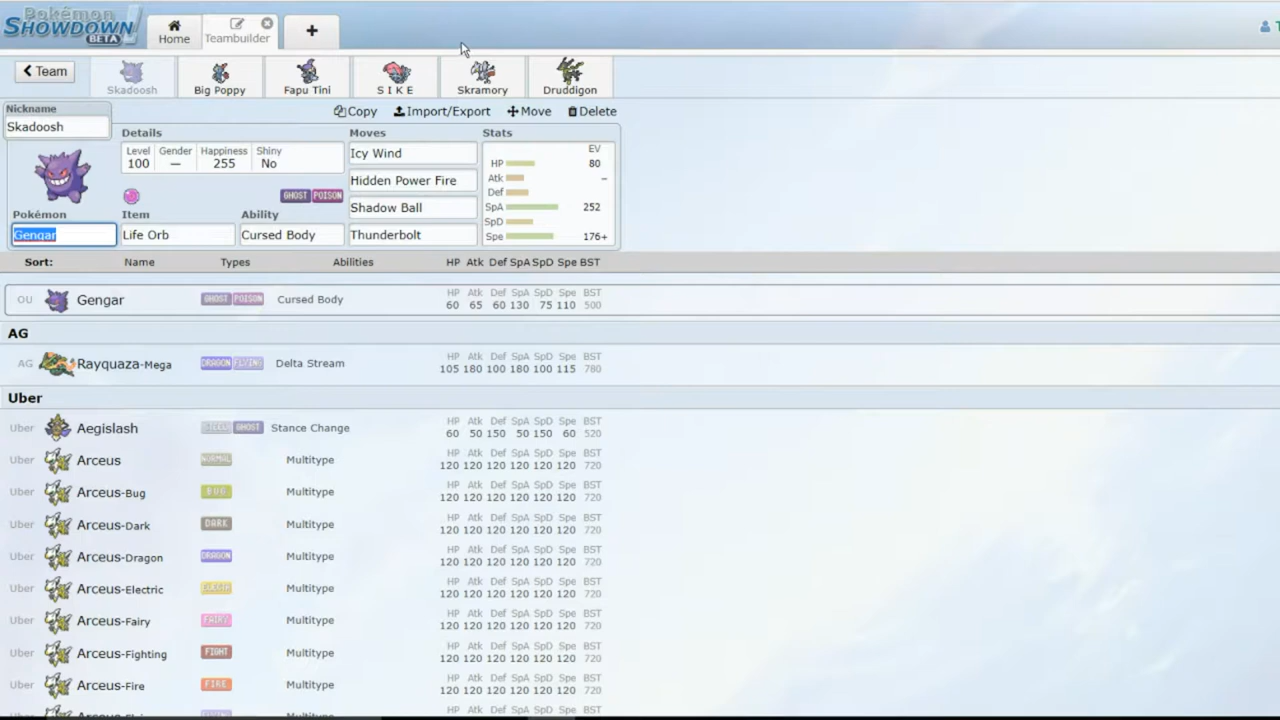 Pokémon
SHOWDOWN!
BETA
Home
Teambuilder
+
Team
Skadoosh
Big Poppy
Fapu Tini
S I K E
Skramory
Druddigon
Nickname
Skadoosh
Copy
Import/Export
Move
Delete
Details
Moves
Stats
Level Gender Happiness Shiny
100 — 255 No
Icy Wind
Hidden Power Fire
Shadow Ball
Thunderbolt
EV
HP 80
Atk –
Def
SpA 252
SpD
Spe 176+
GHOST POISON
Pokémon Item Ability
Gengar Life Orb Cursed Body
Sort: Name Types Abilities HP Atk Def SpA SpD Spe BST
HP Atk Def SpA SpD Spe BST
OU Gengar GHOST POISON Cursed Body 60 65 60 130 75 110 500
AG
HP Atk Def SpA SpD Spe BST
AG Rayquaza-Mega DRAGON FLYING Delta Stream 105 180 100 180 100 115 780
Uber
HP Atk Def SpA SpD Spe BST
Uber Aegislash STEEL GHOST Stance Change 60 50 150 50 150 60 520
HP Atk Def SpA SpD Spe BST
Uber Arceus NORMAL Multitype 120 120 120 120 120 120 720
HP Atk Def SpA SpD Spe BST
Uber Arceus-Bug BUG Multitype 120 120 120 120 120 120 720
HP Atk Def SpA SpD Spe BST
Uber Arceus-Dark DARK Multitype 120 120 120 120 120 120 720
HP Atk Def SpA SpD Spe BST
Uber Arceus-Dragon DRAGON Multitype 120 120 120 120 120 120 720
HP Atk Def SpA SpD Spe BST
Uber Arceus-Electric ELECTR Multitype 120 120 120 120 120 120 720
HP Atk Def SpA SpD Spe BST
Uber Arceus-Fairy FAIRY Multitype 120 120 120 120 120 120 720
HP Atk Def SpA SpD Spe BST
Uber Arceus-Fighting FIGHT Multitype 120 120 120 120 120 120 720
HP Atk Def SpA SpD Spe BST
Uber Arceus-Fire FIRE Multitype 120 120 120 120 120 120 720
HP Atk Def SpA SpD Spe BST